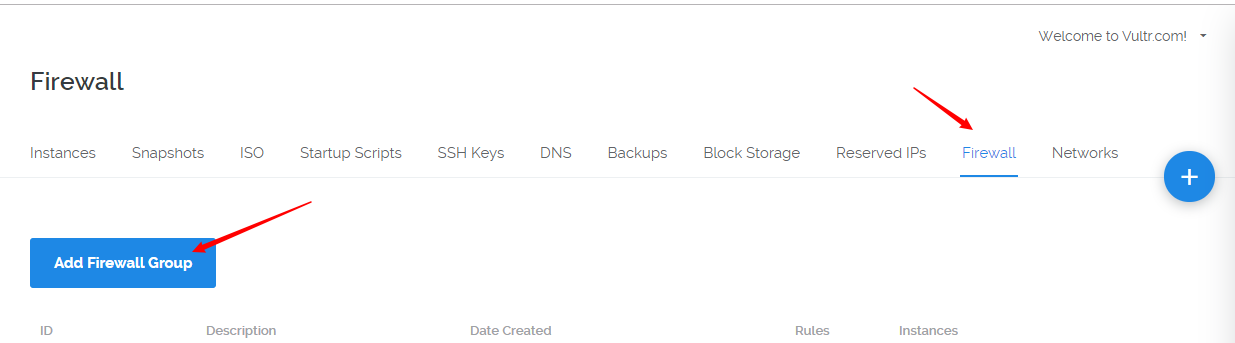 Welcome to Vultr.com!
Firewall
Instances Snapshots ISO Startup Scripts SSH Keys DNS Backups Block Storage Reserved IPs Firewall Networks
Add Firewall Group
ID Description Date Created Rules Instances